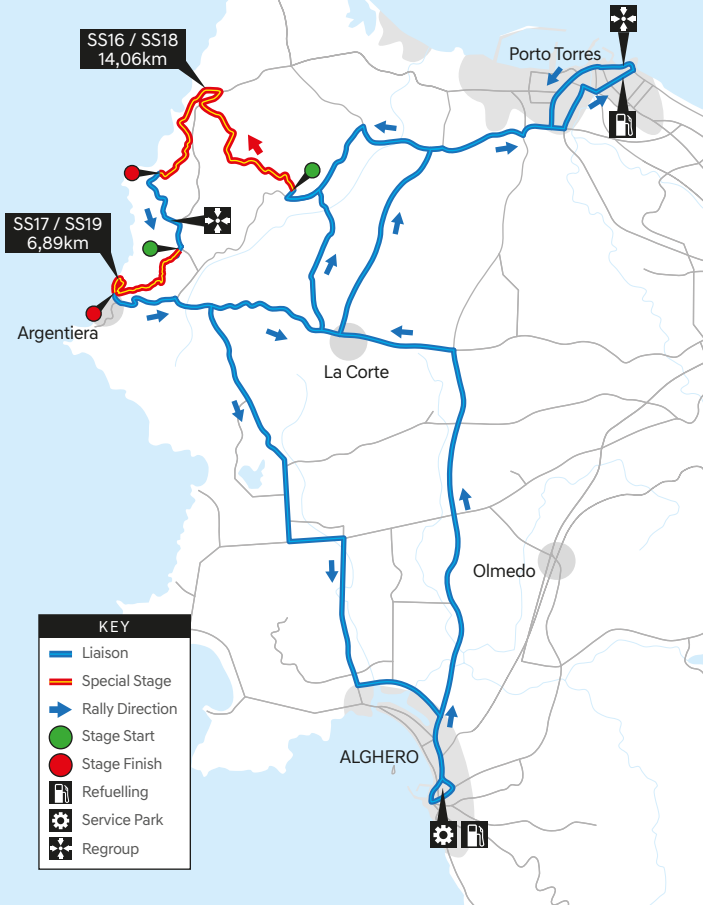 SS16 / SS18
14,06km
Porto Torres
SS17 / SS19
6,89km
Argentiera
La Corte
Olmedo
ALGHERO
KEY
Liaison
Special Stage
Rally Direction
Stage Start
Stage Finish
Refuelling
Service Park
Regroup